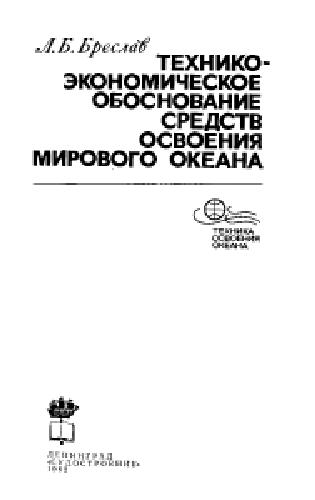 Л. Б. Бреслав
ТЕХНИКО-
ЭКОНОМИЧЕСКОЕ
ОБОСНОВАНИЕ
СРЕДСТВ
ОСВОЕНИЯ
МИРОВОГО ОКЕАНА
ТЕХНИКА
ОСВОЕНИЯ
ОКЕАНА
ЛЕНИНГРАД
«СУДОСТРОЕНИЕ»